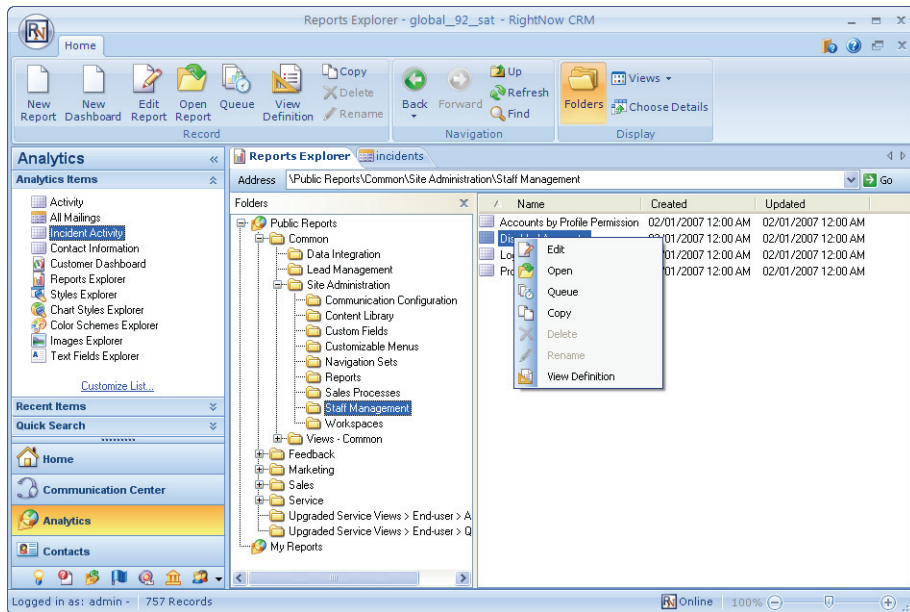 Reports Explorer - global_92_sat - RightNow CRM
RN
Home
New Report
New Dashboard
Edit Report
Open Report
Queue
View Definition
Copy
Delete
Rename
Record
Back
Forward
Up
Refresh
Find
Navigation
Folders
Views
Choose Details
Display
Analytics
Analytics Items
Activity
All Mailings
Incident Activity
Contact Information
Customer Dashboard
Reports Explorer
Styles Explorer
Chart Styles Explorer
Color Schemes Explorer
Images Explorer
Text Fields Explorer
Customize List...
Recent Items
Quick Search
Home
Communication Center
Analytics
Contacts
Reports Explorer
incidents
Address \Public Reports\Common\Site Administration\Staff Management Go
Folders
Public Reports
Common
Data Integration
Lead Management
Site Administration
Communication Configuration
Content Library
Custom Fields
Customizable Menus
Navigation Sets
Reports
Sales Processes
Staff Management
Workspaces
Views - Common
Feedback
Marketing
Sales
Service
Upgraded Service Views > End-user > A
Upgraded Service Views > End-user > Q
My Reports
Name Created Updated
Accounts by Profile Permission 02/01/2007 12:00 AM 02/01/2007 12:00 AM
02/01/2007 12:00 AM
/01/2007 12:00 AM 02/01/2007 12:00 AM
/01/2007 12:00 AM 02/01/2007 12:00 AM
Edit
Open
Queue
Copy
Delete
Rename
View Definition
Logged in as: admin - 757 Records
RN Online 100%